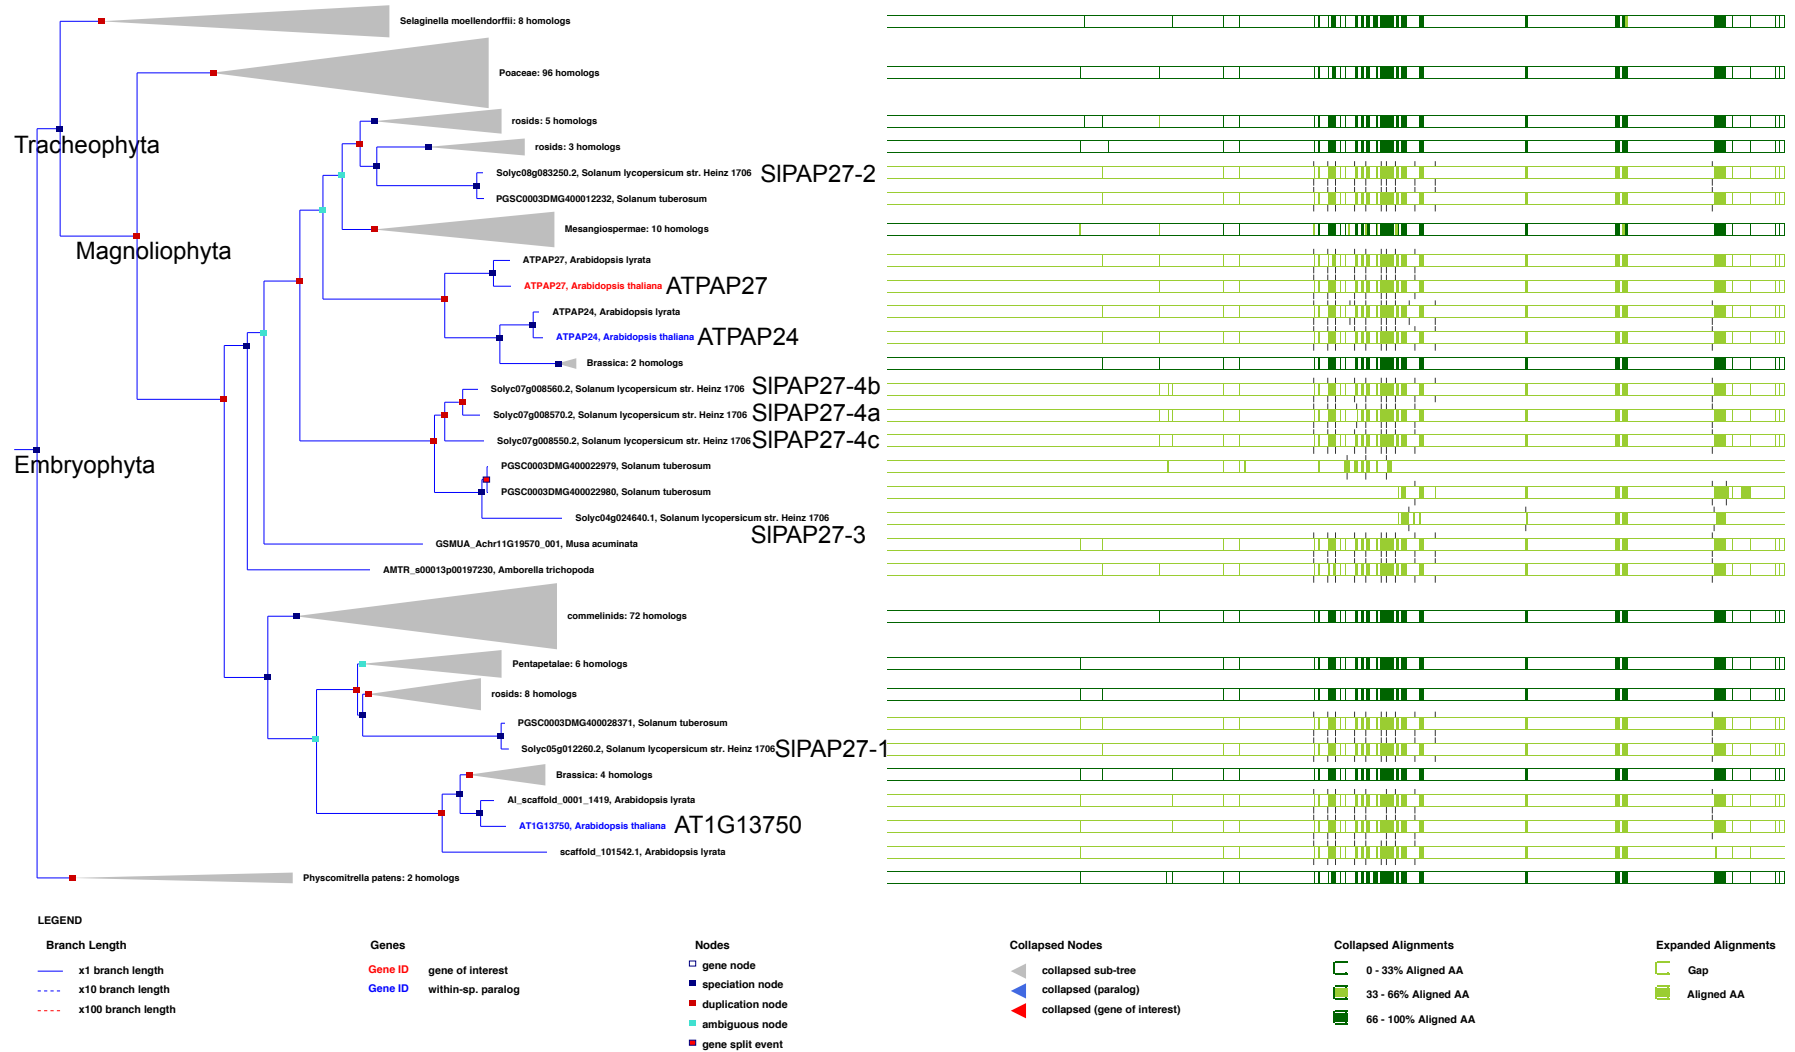 Selaginella moellendorffii: 8 homologs
Poaceae: 96 homologs
rosids: 5 homologs
Tracheophyta
rosids: 3 homologs
Solyc08g083250.2, Solanum lycopersicum str. Heinz 1706 SlPAP27-2
PGSC0003DMG400012232, Solanum tuberosum
Mesangiospermae: 10 homologs
Magnoliophyta
ATPAP27, Arabidopsis lyrata
ATPAP27, Arabidopsis thaliana ATPAP27
ATPAP24, Arabidopsis lyrata
ATPAP24, Arabidopsis thaliana ATPAP24
Brassica: 2 homologs
Solyc07g008560.2, Solanum lycopersicum str. Heinz 1706 SlPAP27-4b
Solyc07g008570.2, Solanum lycopersicum str. Heinz 1706 SlPAP27-4a
Solyc07g008550.2, Solanum lycopersicum str. Heinz 1706 SlPAP27-4c
Embryophyta
PGSC0003DMG400022979, Solanum tuberosum
PGSC0003DMG400022980, Solanum tuberosum
Solyc04g024640.1, Solanum lycopersicum str. Heinz 1706
SlPAP27-3
GSMUA_Achr11G19570_001, Musa acuminata
AMTR_s00013p00197230, Amborella trichopoda
commelinids: 72 homologs
Pentapetalae: 6 homologs
rosids: 8 homologs
PGSC0003DMG400028371, Solanum tuberosum
Solyc05g012260.2, Solanum lycopersicum str. Heinz 1706 SlPAP27-1
Brassica: 4 homologs
Al_scaffold_0001_1419, Arabidopsis lyrata
AT1G13750, Arabidopsis thaliana AT1G13750
scaffold_101542.1, Arabidopsis lyrata
Physcomitrella patens: 2 homologs
LEGEND
Branch Length
x1 branch length
x10 branch length
x100 branch length
Genes
Gene ID gene of interest
Gene ID within-sp. paralog
Nodes
gene node
speciation node
duplication node
ambiguous node
gene split event
Collapsed Nodes
collapsed sub-tree
collapsed (paralog)
collapsed (gene of interest)
Collapsed Alignments
0 - 33% Aligned AA
33 - 66% Aligned AA
66 - 100% Aligned AA
Expanded Alignments
Gap
Aligned AA